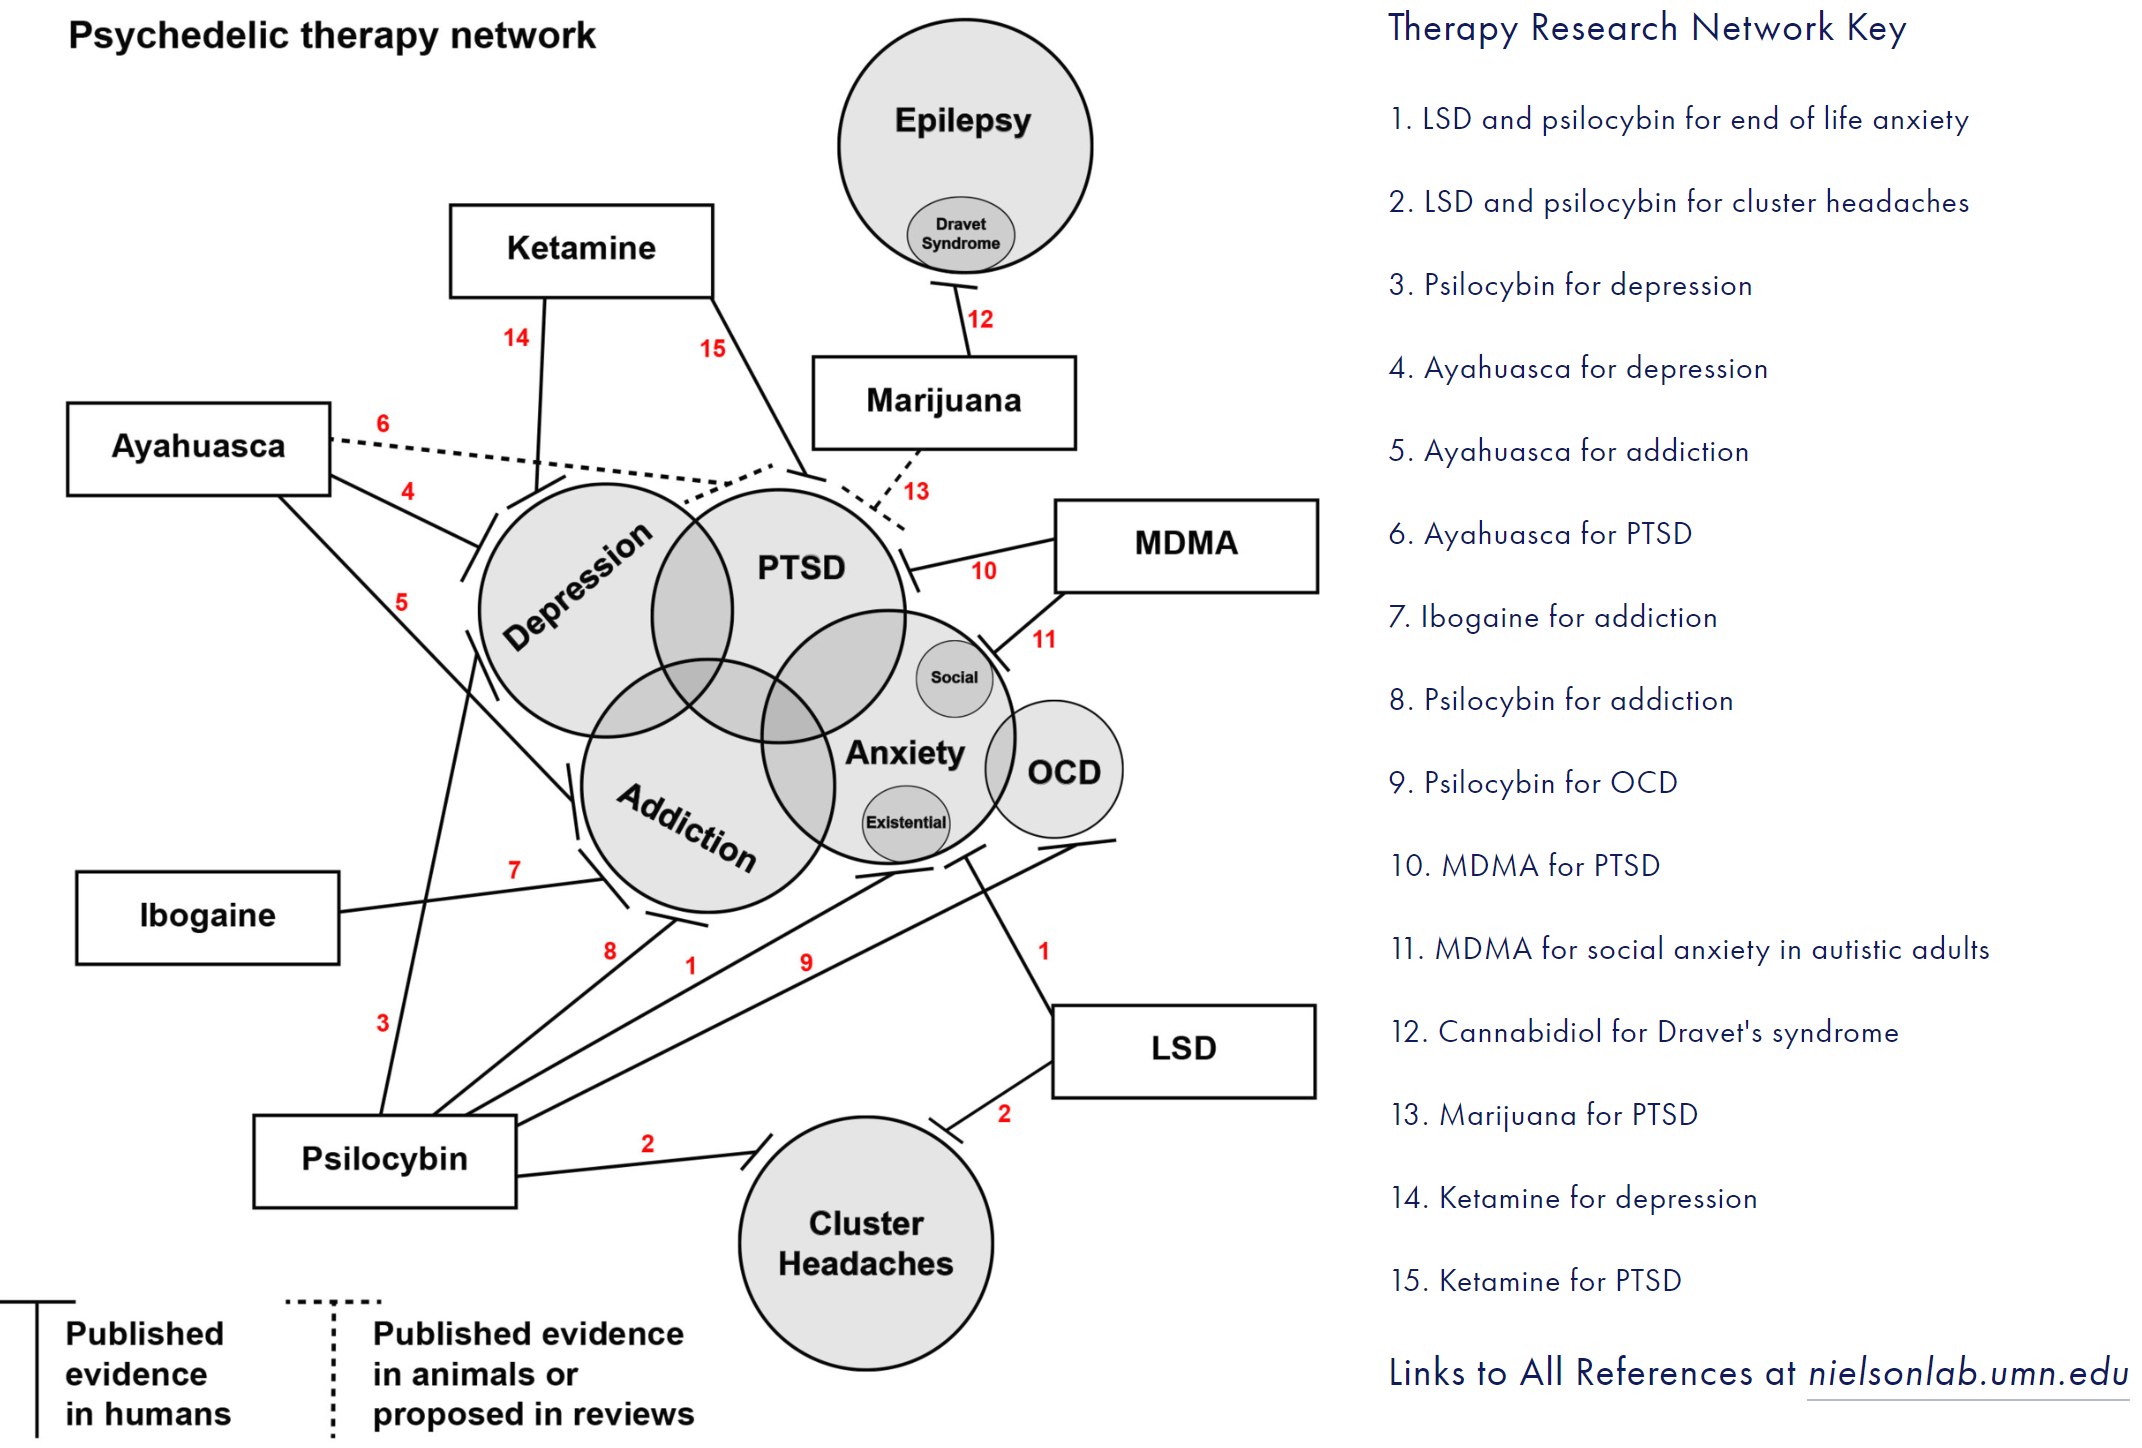 Psychedelic therapy network
Epilepsy
Dravet
Syndrome
Ketamine
14
15
12
Marijuana
Ayahuasca
6
4
13
MDMA
10
11
5
Depression
PTSD
Social
Anxiety
OCD
Existential
Addiction
7
Ibogaine
8
1
9
1
3
LSD
2
Psilocybin
2
Cluster
Headaches
Published
evidence
in humans
Published evidence
in animals or
proposed in reviews
Therapy Research Network Key
1. LSD and psilocybin for end of life anxiety
2. LSD and psilocybin for cluster headaches
3. Psilocybin for depression
4. Ayahuasca for depression
5. Ayahuasca for addiction
6. Ayahuasca for PTSD
7. Ibogaine for addiction
8. Psilocybin for addiction
9. Psilocybin for OCD
10. MDMA for PTSD
11. MDMA for social anxiety in autistic adults
12. Cannabidiol for Dravet's syndrome
13. Marijuana for PTSD
14. Ketamine for depression
15. Ketamine for PTSD
Links to All References at nielsonlab.umn.edu